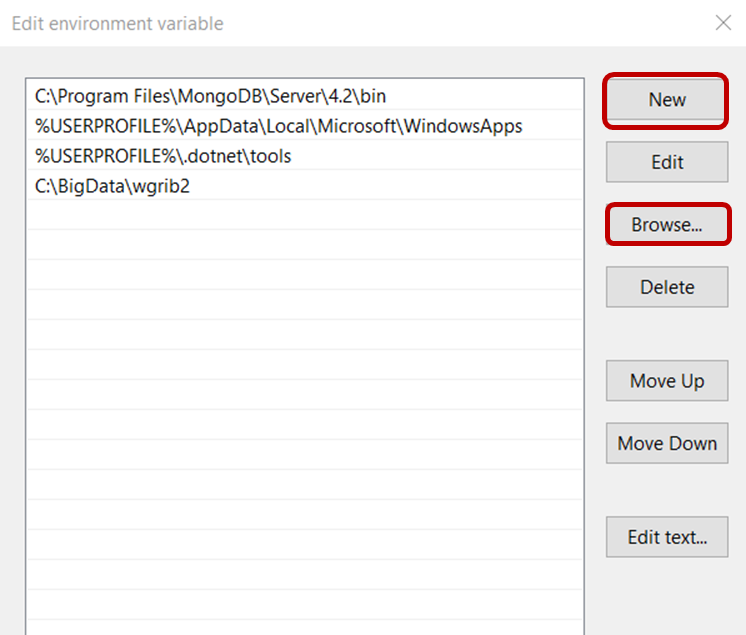 Edit environment variable
C:\Program Files\MongoDB\Server\4.2\bin
%USERPROFILE%\AppData\Local\Microsoft\WindowsApps
%USERPROFILE%\.dotnet\tools
C:\BigData\wgrib2
New
Edit
Browse...
Delete
Move Up
Move Down
Edit text...